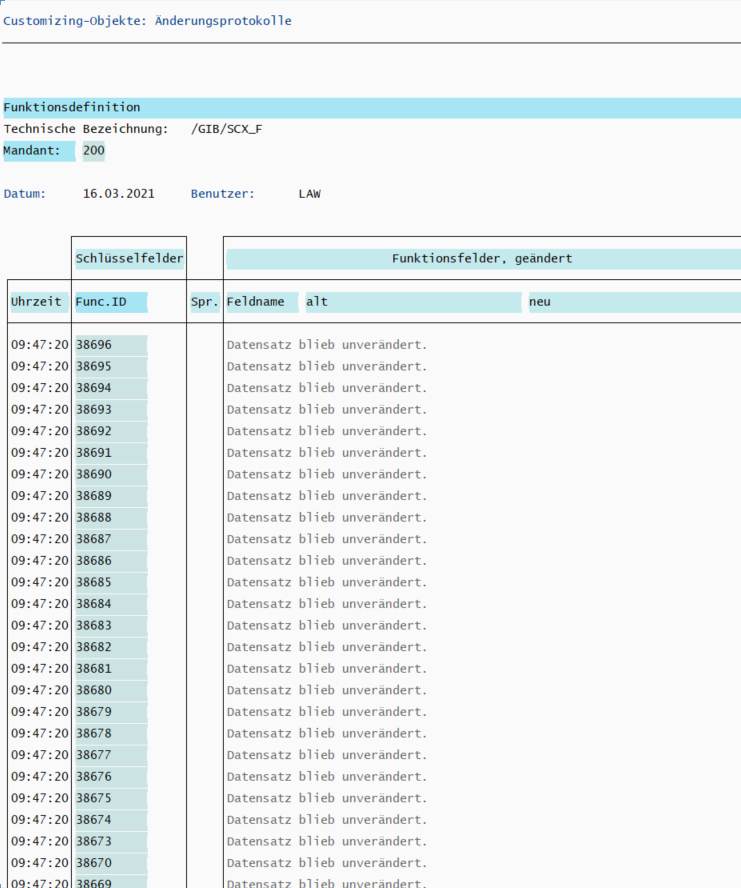 Customizing-Objekte: Änderungsprotokolle
Funktionsdefinition
Technische Bezeichnung: /GIB/SCX_F
Mandant: 200
Datum: 16.03.2021 Benutzer: LAW
Schlüsselfelder Funktionsfelder, geändert
Uhrzeit Func.ID Spr. Feldname alt neu
09:47:20 38696 Datensatz blieb unverändert.
09:47:20 38695 Datensatz blieb unverändert.
09:47:20 38694 Datensatz blieb unverändert.
09:47:20 38693 Datensatz blieb unverändert.
09:47:20 38692 Datensatz blieb unverändert.
09:47:20 38691 Datensatz blieb unverändert.
09:47:20 38690 Datensatz blieb unverändert.
09:47:20 38689 Datensatz blieb unverändert.
09:47:20 38688 Datensatz blieb unverändert.
09:47:20 38687 Datensatz blieb unverändert.
09:47:20 38686 Datensatz blieb unverändert.
09:47:20 38685 Datensatz blieb unverändert.
09:47:20 38684 Datensatz blieb unverändert.
09:47:20 38683 Datensatz blieb unverändert.
09:47:20 38682 Datensatz blieb unverändert.
09:47:20 38681 Datensatz blieb unverändert.
09:47:20 38680 Datensatz blieb unverändert.
09:47:20 38679 Datensatz blieb unverändert.
09:47:20 38678 Datensatz blieb unverändert.
09:47:20 38677 Datensatz blieb unverändert.
09:47:20 38676 Datensatz blieb unverändert.
09:47:20 38675 Datensatz blieb unverändert.
09:47:20 38674 Datensatz blieb unverändert.
09:47:20 38673 Datensatz blieb unverändert.
09:47:20 38670 Datensatz blieb unverändert.
09:47:20 38669 Datensatz blieb unverändert.